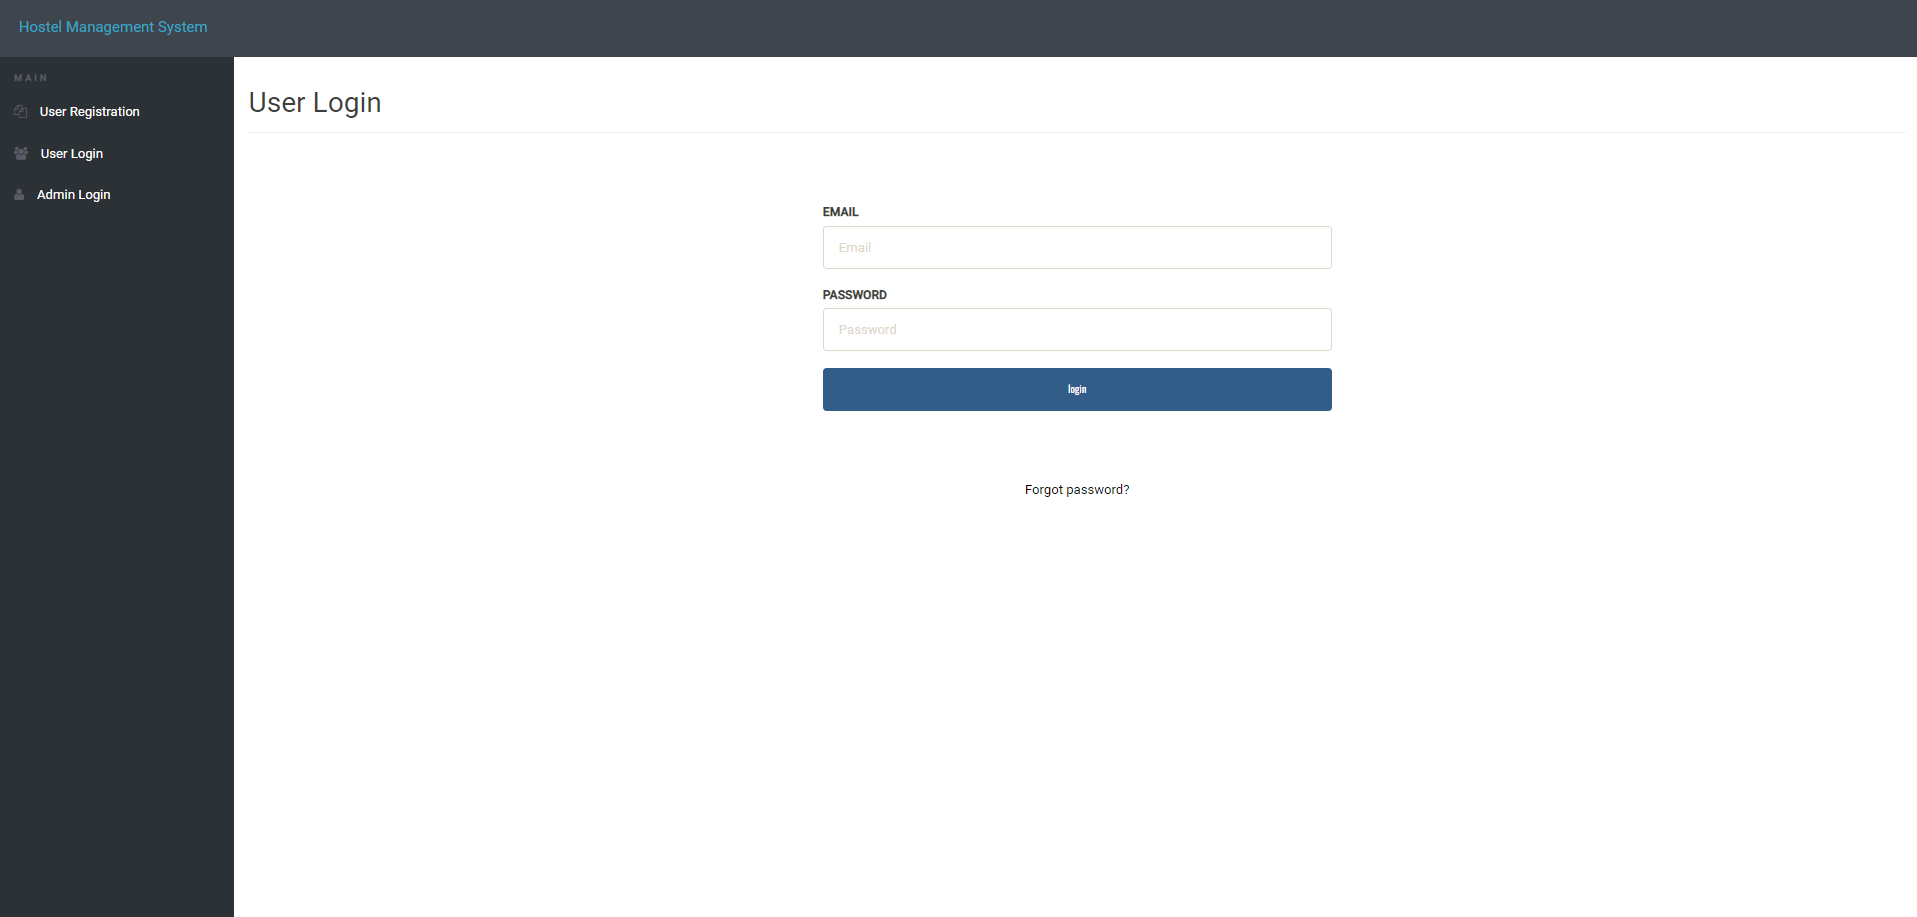 Hostel Management System
MAIN
User Registration
User Login
Admin Login
User Login
EMAIL
Email
PASSWORD
Password
login
Forgot password?